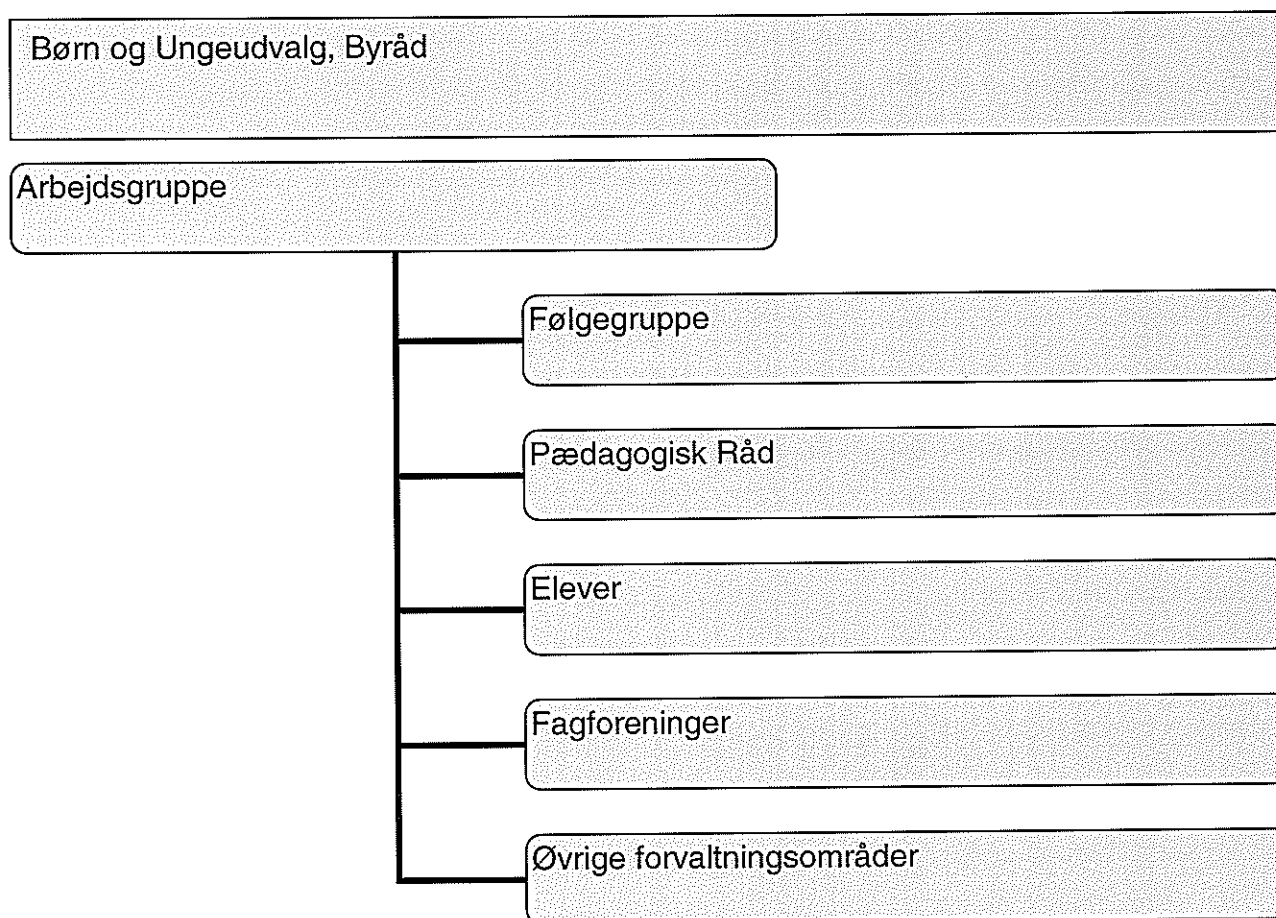 Børn og Ungeudvalg, Byråd
Arbejdsgruppe
Følgegruppe
Pædagogisk Råd
Elever
Fagforeninger
Øvrige forvaltningsområder